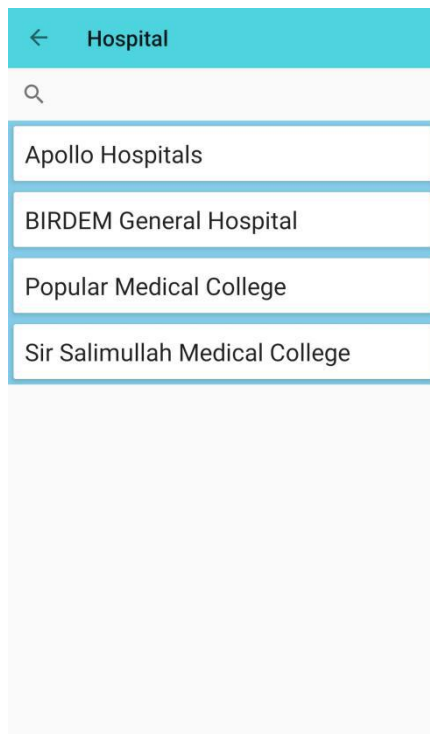 Hospital
Apollo Hospitals
BIRDEM General Hospital
Popular Medical College
Sir Salimullah Medical College